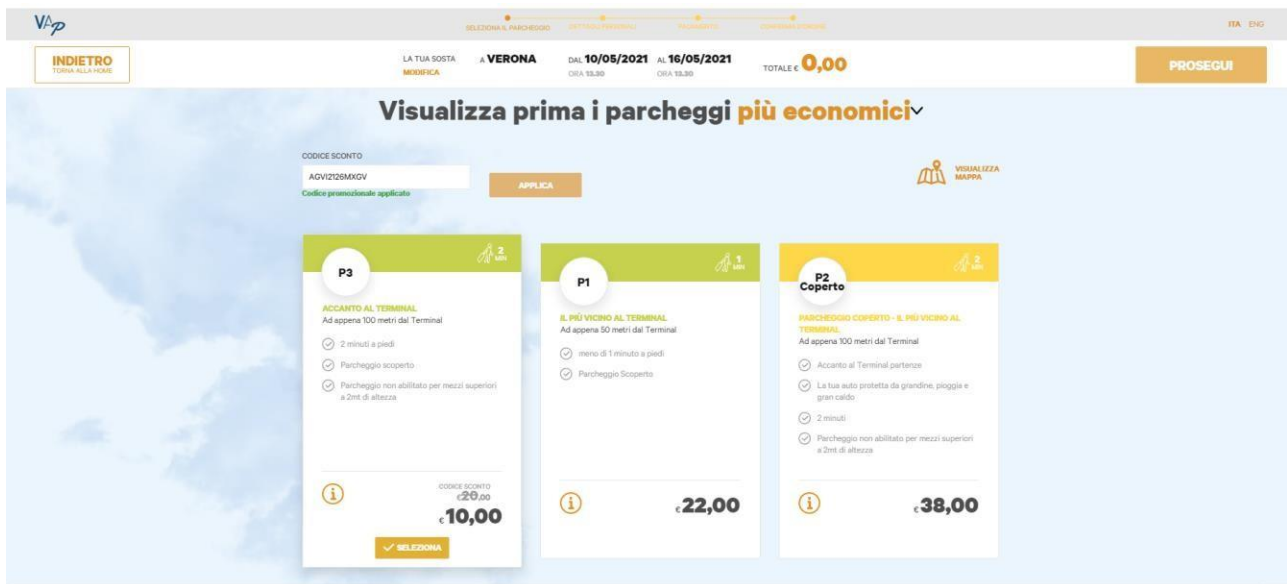 VAP
SELEZIONA IL PARCHEGGIO
DETTAGLI PERSONALI
PAGAMENTO
CONFERMA ORDINE
ITA ENG
INDIETRO
TORNA ALLA HOME
LA TUA SOSTA
MODIFICA
A VERONA
DAL 10/05/2021
ORA 13.30
AL 16/05/2021
ORA 13.30
TOTALE € 0,00
PROSEGUI
Visualizza prima i parcheggi più economici
CODICE SCONTO
AGVI2126MXGV
Codice promozionale applicato
APPLICA
VISUALIZZA
MAPPA
2
MIN
P3
ACCANTO AL TERMINAL
Ad appena 100 metri dal Terminal
2 minuti a piedi
Parcheggio scoperto
Parcheggio non abilitato per mezzi superiori
a 2mt di altezza
CODICE SCONTO
€20,00
€10,00
SELEZIONA
1
MIN
P1
IL PIÙ VICINO AL TERMINAL
Ad appena 50 metri dal Terminal
meno di 1 minuto a piedi
Parcheggio Scoperto
€22,00
2
MIN
P2
Coperto
PARCHEGGIO COPERTO - IL PIÙ VICINO AL
TERMINAL
Ad appena 100 metri dal Terminal
Accanto al Terminal partenze
La tua auto protetta da grandine, pioggia e
gran caldo
2 minuti
Parcheggio non abilitato per mezzi superiori
a 2mt di altezza
€38,00